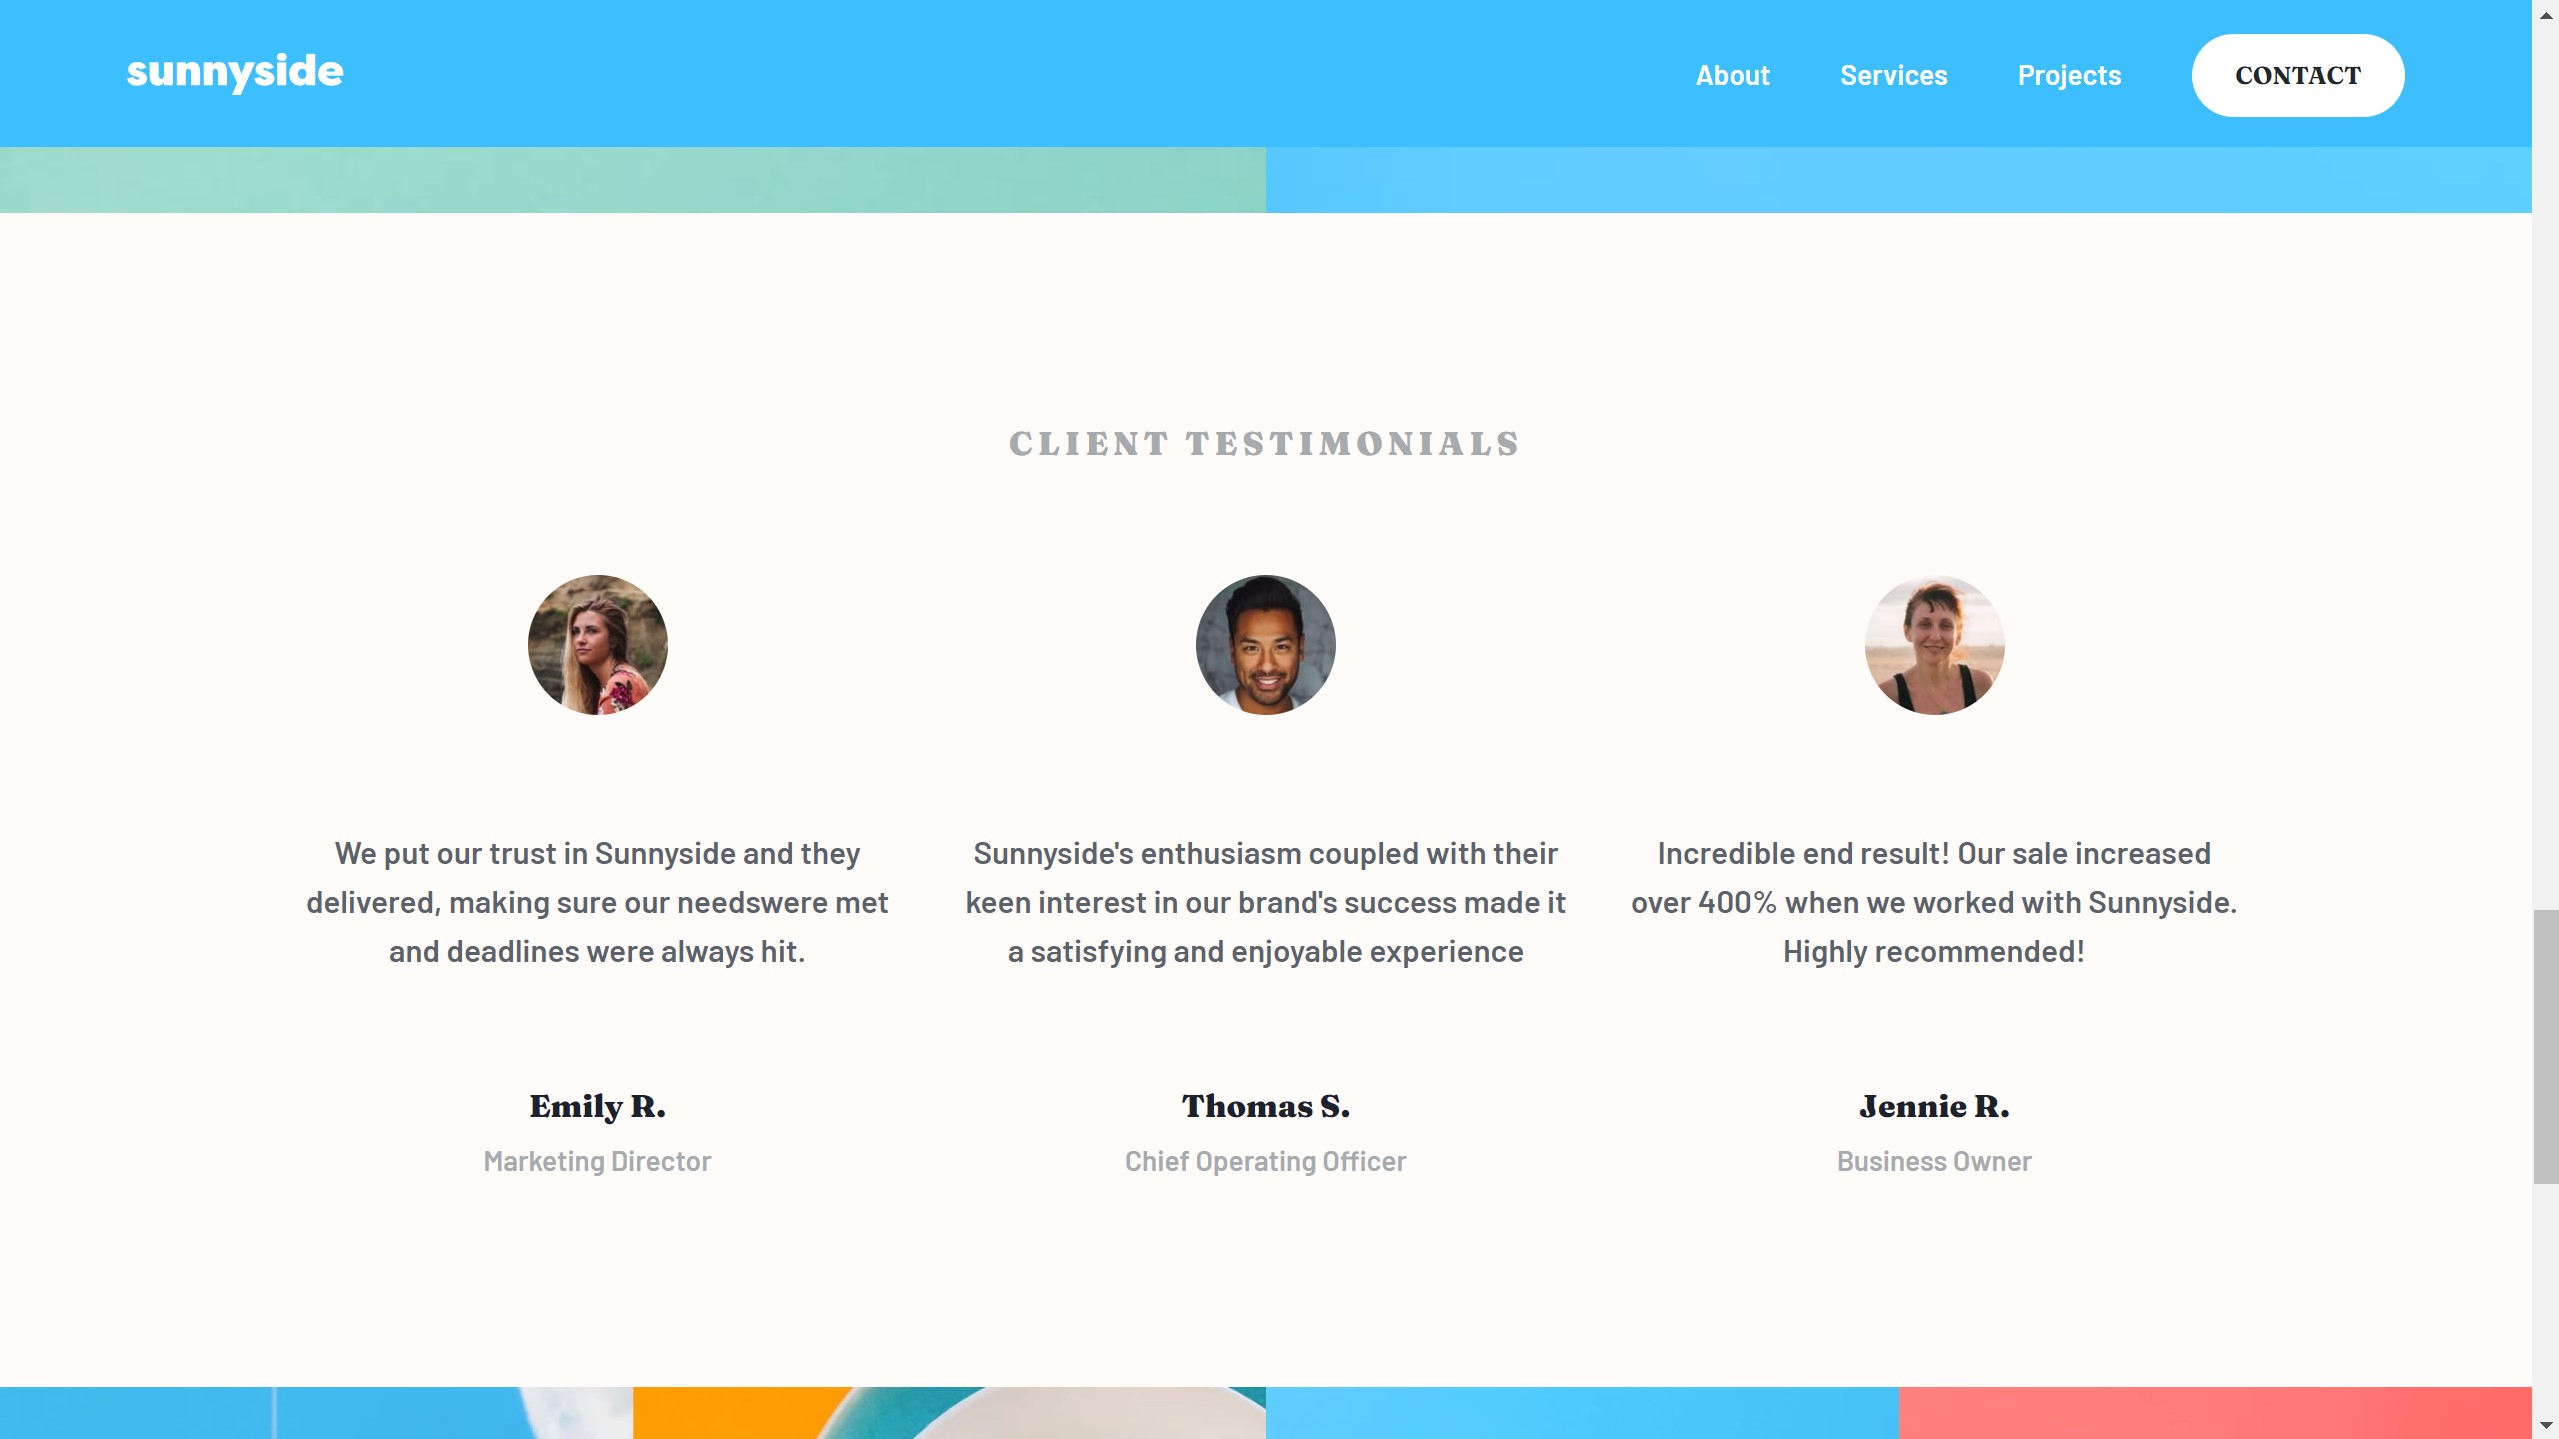 sunnyside
About Services Projects CONTACT
CLIENT TESTIMONIALS
We put our trust in Sunnyside and they
delivered, making sure our needswere met
and deadlines were always hit.
Emily R.
Marketing Director
Sunnyside's enthusiasm coupled with their
keen interest in our brand's success made it
a satisfying and enjoyable experience
Thomas S.
Chief Operating Officer
Incredible end result! Our sale increased
over 400% when we worked with Sunnyside.
Highly recommended!
Jennie R.
Business Owner